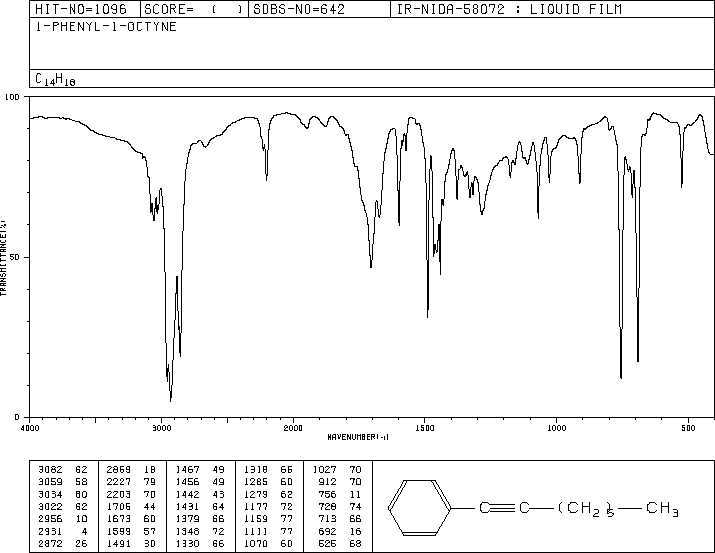 HIT-NO=1096 SCORE= ( ) SDBS-NO=642 IR-NIDA-58072 : LIQUID FILM
1-PHENYL-1-OCTYNE
C14H18
100
50
0
TRANSMITTANCE(%)
4000 3000 2000 1500 1000 500
WAVENUMBER(-1)
3082 62 2869 18 1467 49 1318 66 1027 70
3059 58 2227 79 1456 49 1285 60 912 70
3034 60 2203 70 1442 43 1279 62 756 11
3022 62 1706 44 1431 64 1177 72 728 74
2956 10 1673 60 1379 66 1159 77 713 66
2931 4 1599 57 1348 72 1111 77 692 16
2872 26 1491 30 1330 66 1070 60 526 68
C C (CH2)5 CH3